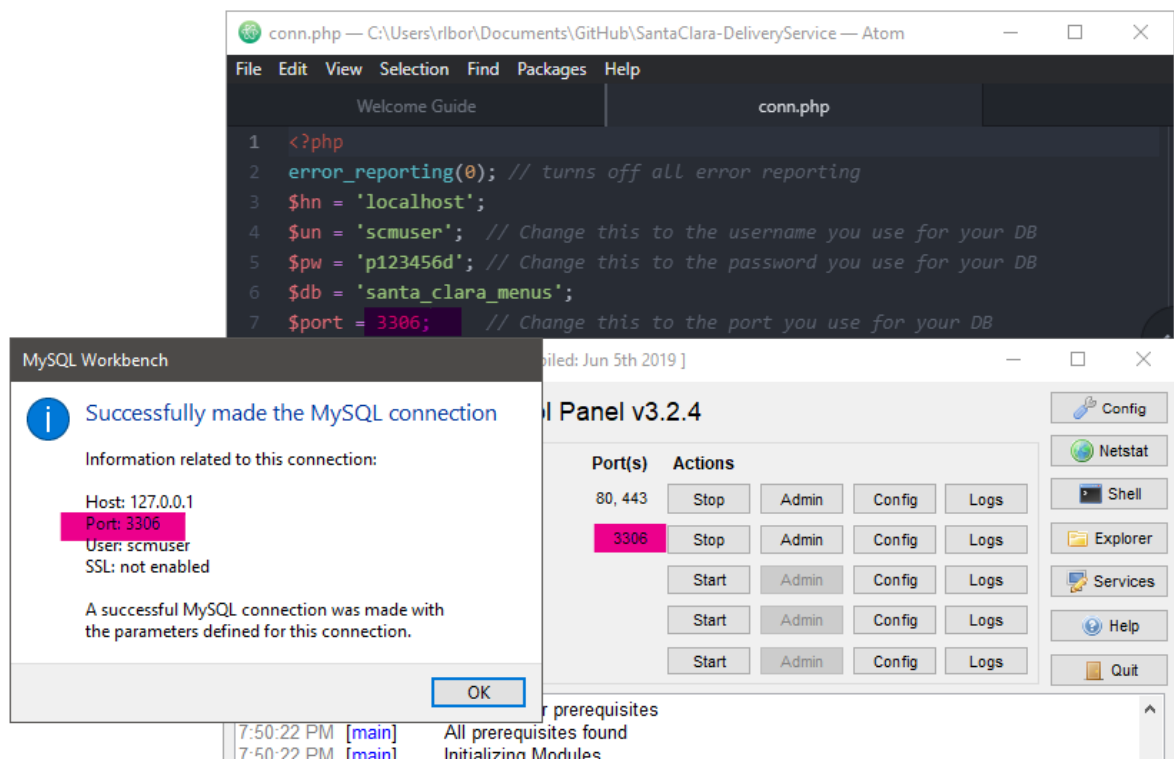 conn.php — C:\Users\rlbor\Documents\GitHub\SantaClara-DeliveryService — Atom
File Edit View Selection Find Packages Help
Welcome Guide conn.php
1 <?php
2 error_reporting(0); // turns off all error reporting
3 $hn = 'localhost';
4 $un = 'scmuser'; // Change this to the username you use for your DB
5 $pw = 'p123456d'; // Change this to the password you use for your DB
6 $db = 'santa_clara_menus';
7 $port = 3306; // Change this to the port you use for your DB
MySQL Workbench
Successfully made the MySQL connection
Information related to this connection:
Host: 127.0.0.1
Port: 3306
User: scmuser
SSL: not enabled
A successful MySQL connection was made with
the parameters defined for this connection.
OK
Jun 5th 2019 ]
Panel v3.2.4
Config
Netstat
Shell
Explorer
Services
Help
Quit
Port(s) Actions
80, 443 Stop Admin Config Logs
3306 Stop Admin Config Logs
Start Admin Config Logs
Start Admin Config Logs
Start Admin Config Logs
prerequisites
7:50:22 PM [main] All prerequisites found
7:50:22 PM [main] Initializing Modules